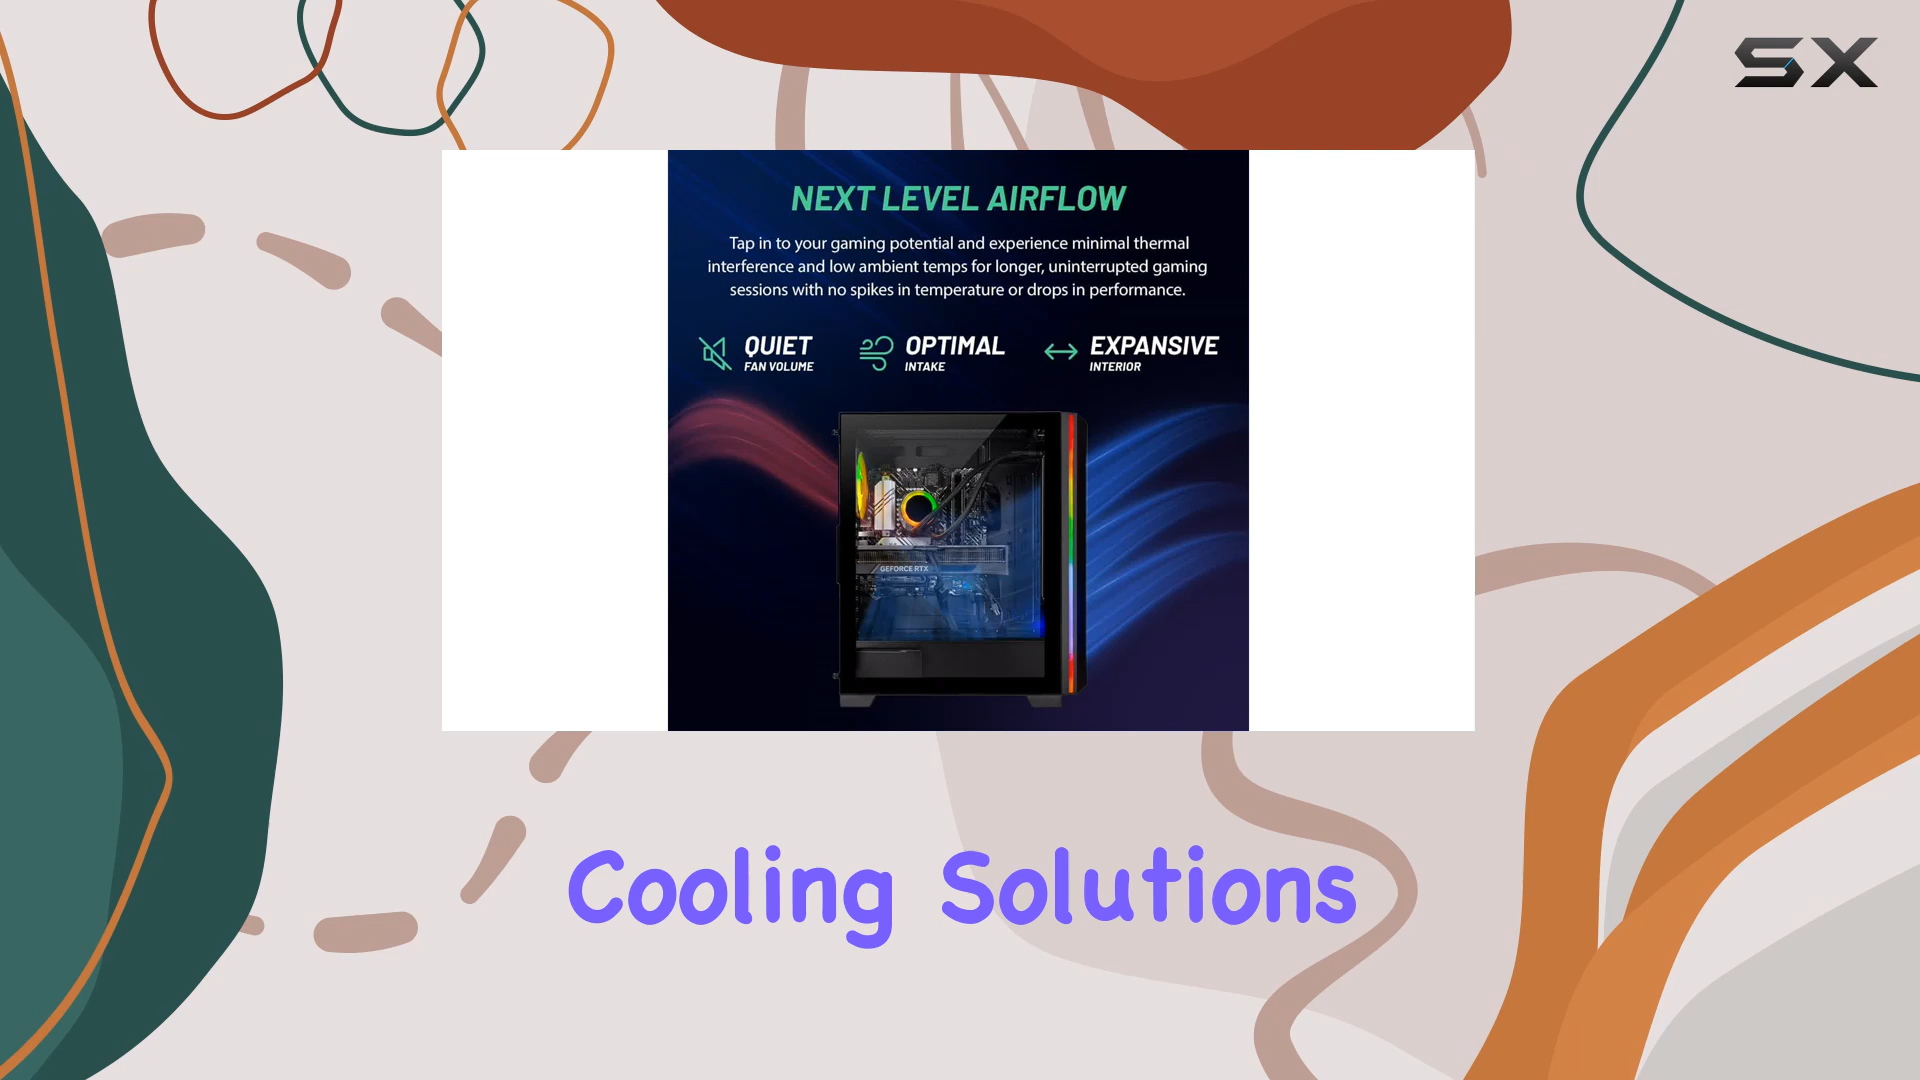 SX
NEXT LEVEL AIRFLOW
Tap in to your gaming potential and experience minimal thermal
interference and low ambient temps for longer, uninterrupted gaming
sessions with no spikes in temperature or drops in performance.
QUIET
FAN VOLUME
OPTIMAL
INTAKE
EXPANSIVE
INTERIOR
GEFORCE RTX
Cooling Solutions